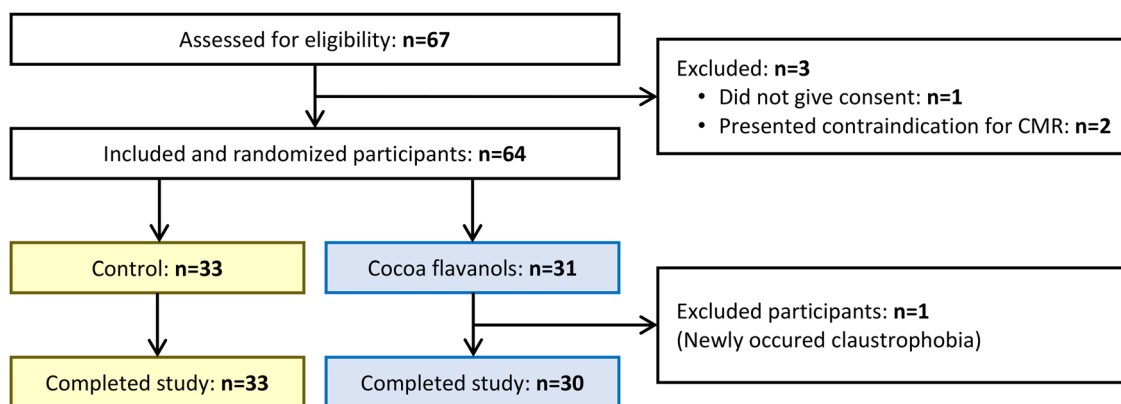 Assessed for eligibility: n=67
Excluded: n=3
• Did not give consent: n=1
• Presented contraindication for CMR: n=2
Included and randomized participants: n=64
Control: n=33
Cocoa flavanols: n=31
Excluded participants: n=1
(Newly occured claustrophobia)
Completed study: n=33
Completed study: n=30